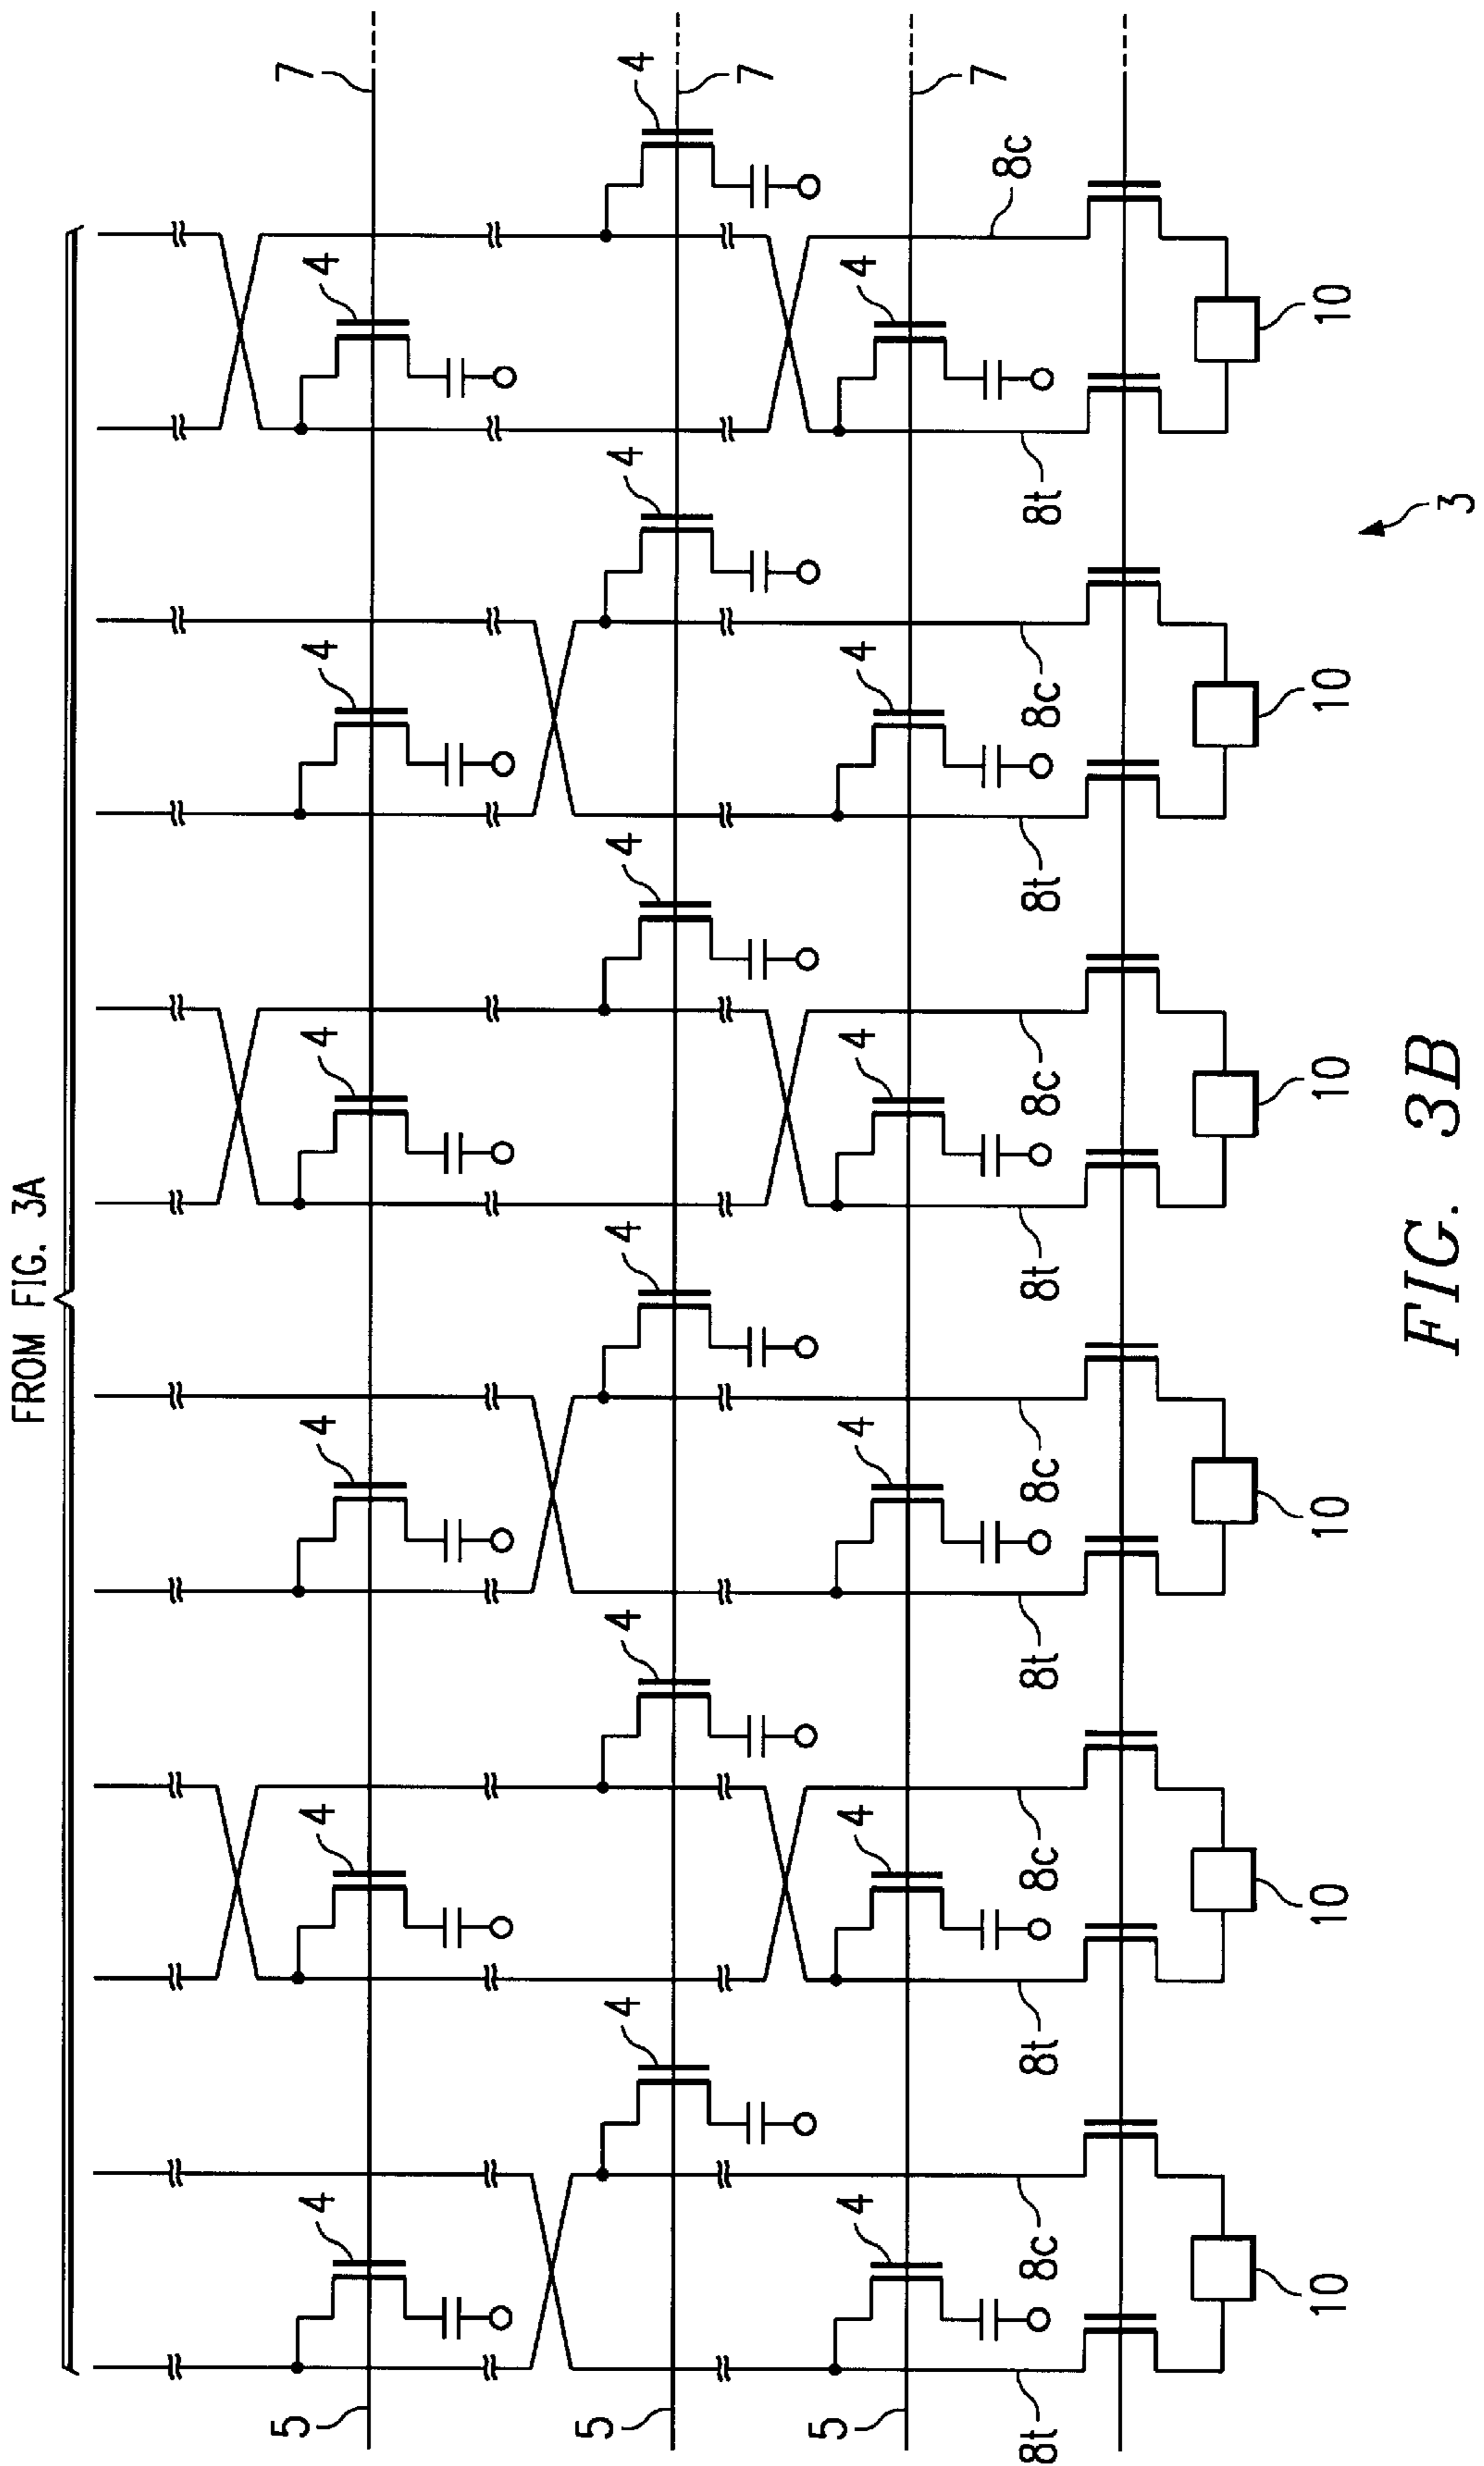 FROM FIG. 3A
5 4 4 4 4 4 4 7
5 4 4 4 4 4 4 7
5 4 4 4 4 4 4 7
8t 8c 8t 8c 8t 8c 8t 8c 8t 8c 8t 8c
10 10 10 10 10 10
3
FIG. 3B